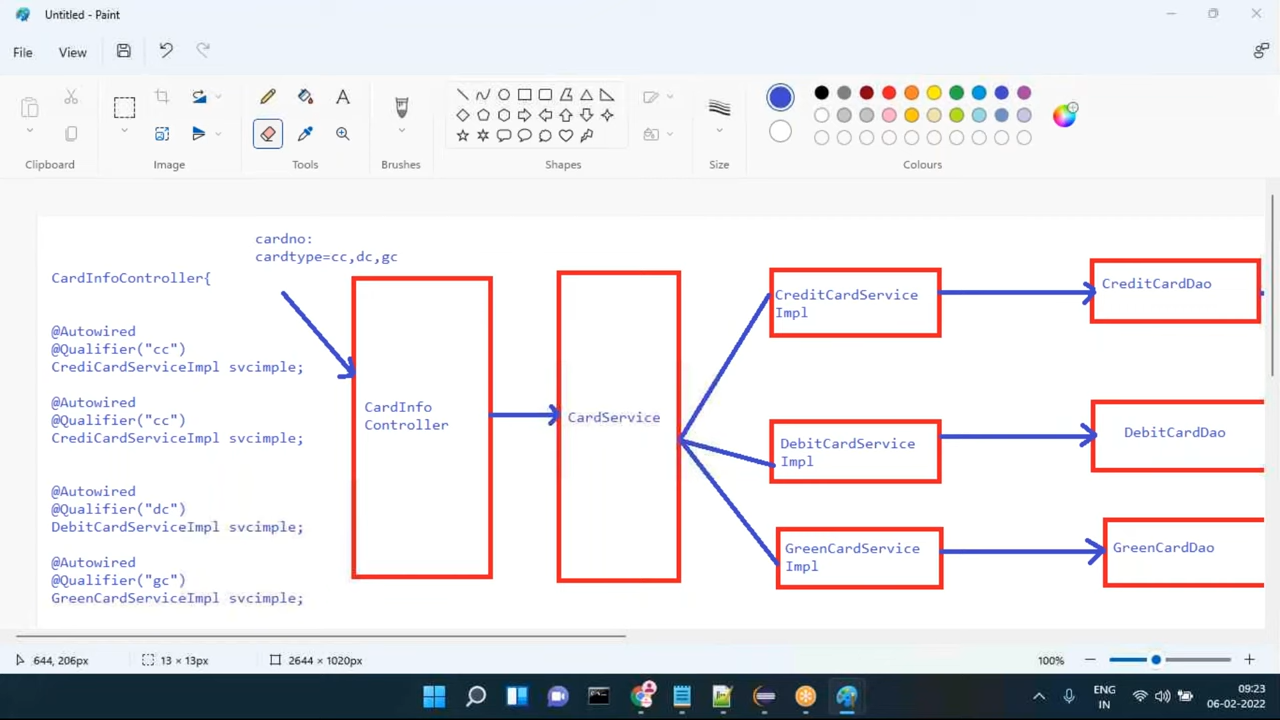 Untitled - Paint
File
View
Clipboard
Image
Tools
Brushes
Shapes
Size
Colours
cardno:
cardtype=cc,dc,gc
CardInfoController{
@Autowired
@Qualifier("cc")
CrediCardServiceImpl svcimple;
@Autowired
@Qualifier("cc")
CrediCardServiceImpl svcimple;
@Autowired
@Qualifier("dc")
DebitCardServiceImpl svcimple;
@Autowired
@Qualifier("gc")
GreenCardServiceImpl svcimple;
CardInfo
Controller
CardService
CreditCardService
Impl
DebitCardService
Impl
GreenCardService
Impl
CreditCardDao
DebitCardDao
GreenCardDao
644, 206px
13 × 13px
2644 × 1020px
100%
ENG
IN
09:23
06-02-2022